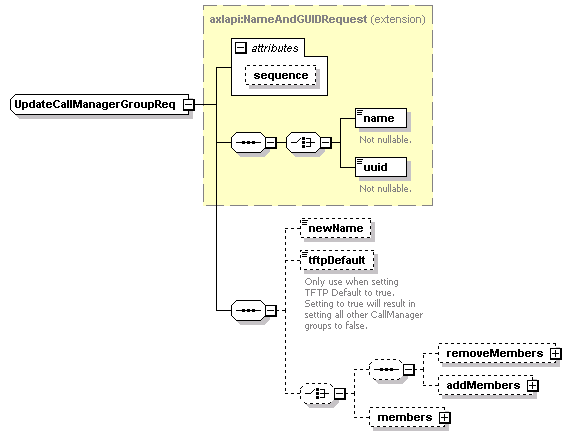 axlapi:NameAndGUIDRequest (extension)
attributes
sequence
UpdateCallManagerGroupReq
name
Not nullable.
uuid
Not nullable.
newName
tftpDefault
Only use when setting
TFTP Default to true.
Setting to true will result in
setting all other CallManager
groups to false.
removeMembers
addMembers
members